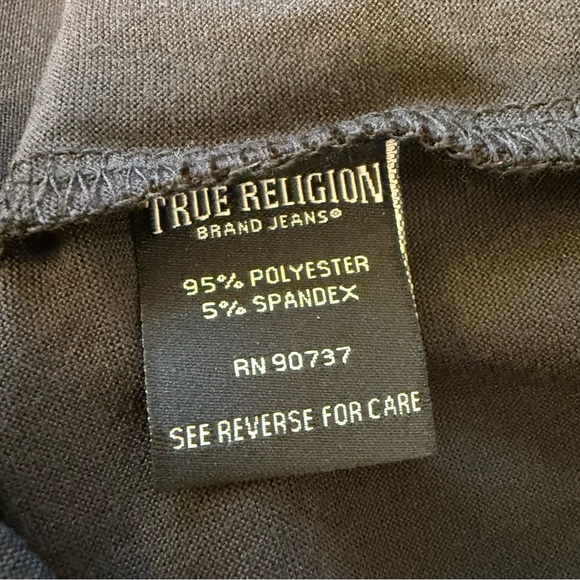 TRUE RELIGION
BRAND JEANS®
95% POLYESTER
5% SPANDEX
RN 90737
SEE REVERSE FOR CARE